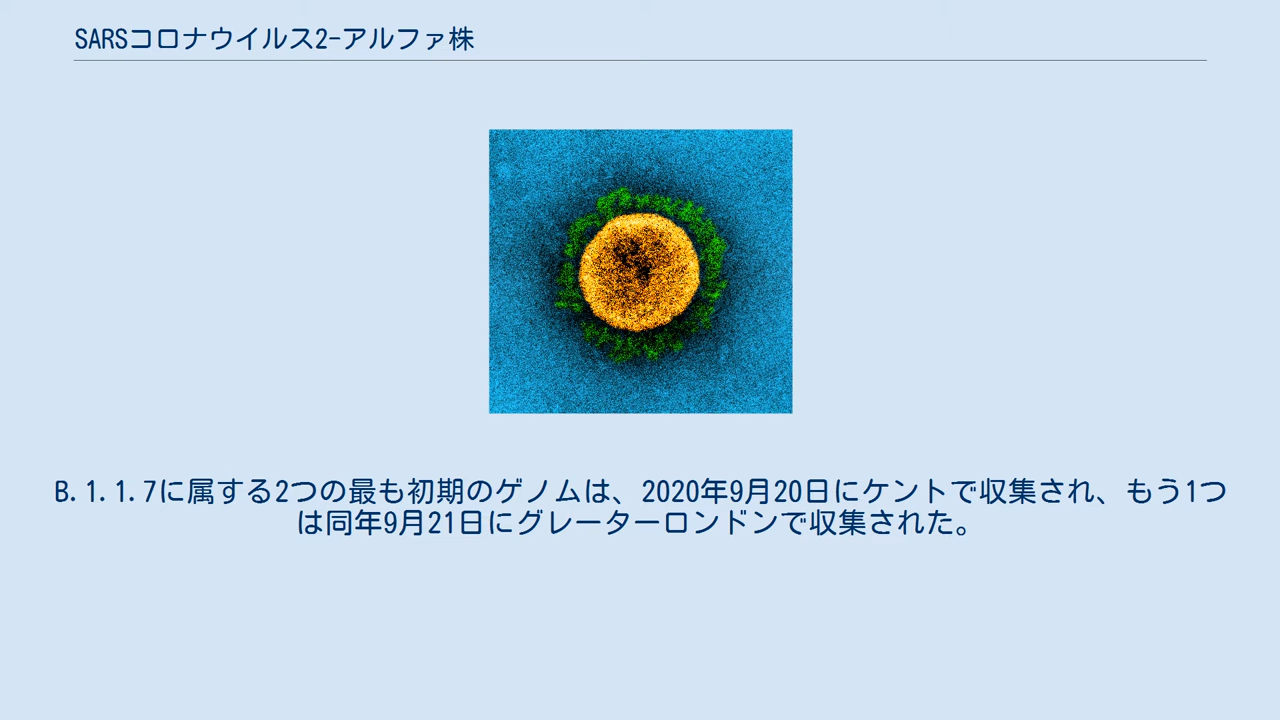 SARSコロナウイルス2-アルファ株
B.1.1.7に属する2つの最も初期のゲノムは、2020年9月20日にケントで収集され、もう1つ
は同年9月21日にグレーターロンドンで収集された。